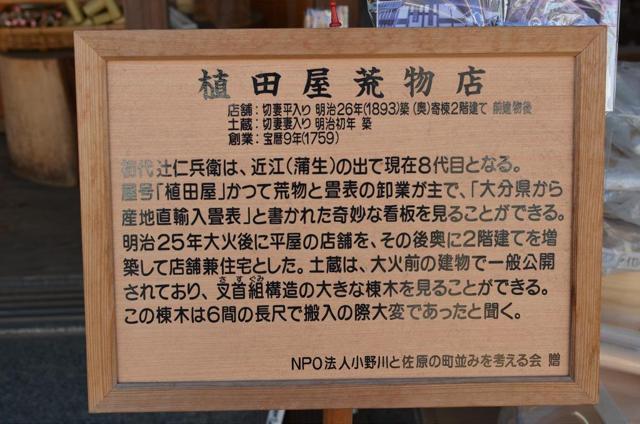 植田屋荒物店
店舗：切妻平入り 明治26年(1893)築 (奥)寄棟2階建て 前建物後
土蔵：切妻妻入り 明治初年 築
創業：宝暦9年(1759)
初代 辻仁兵衛は、近江(蒲生)の出で現在8代目となる。
屋号「植田屋」かつて荒物と畳表の卸業が主で、「大分県から
産地直輸入畳表」と書かれた奇妙な看板を見ることができる。
明治25年大火後に平屋の店舗を、その後奥に2階建てを増
築して店舗兼住宅とした。土蔵は、大火前の建物で一般公開
されており、叉首組構造の大きな棟木を見ることができる。
この棟木は6間の長尺で搬入の際大変であったと聞く。
NPO法人小野川と佐原の町並みを考える会 贈